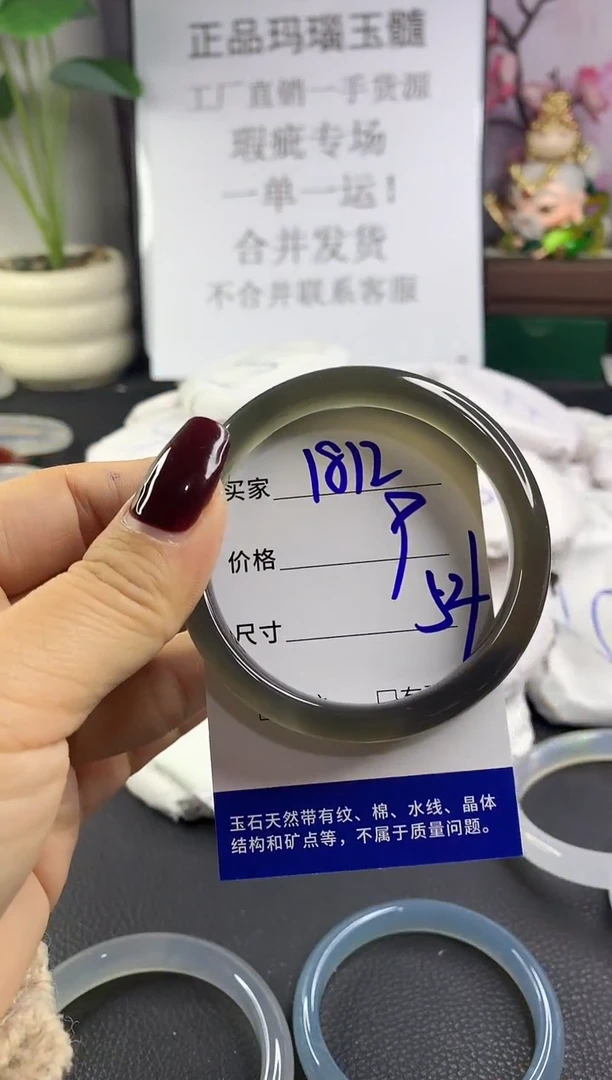 正品玛瑙玉髓
工厂直销一手货源
瑕疵专场
一单一运！
合并发货
不合并联系客服
买家 1812
价格
尺寸 54
玉石天然带有纹、棉、水线、晶体
结构和矿点等，不属于质量问题。